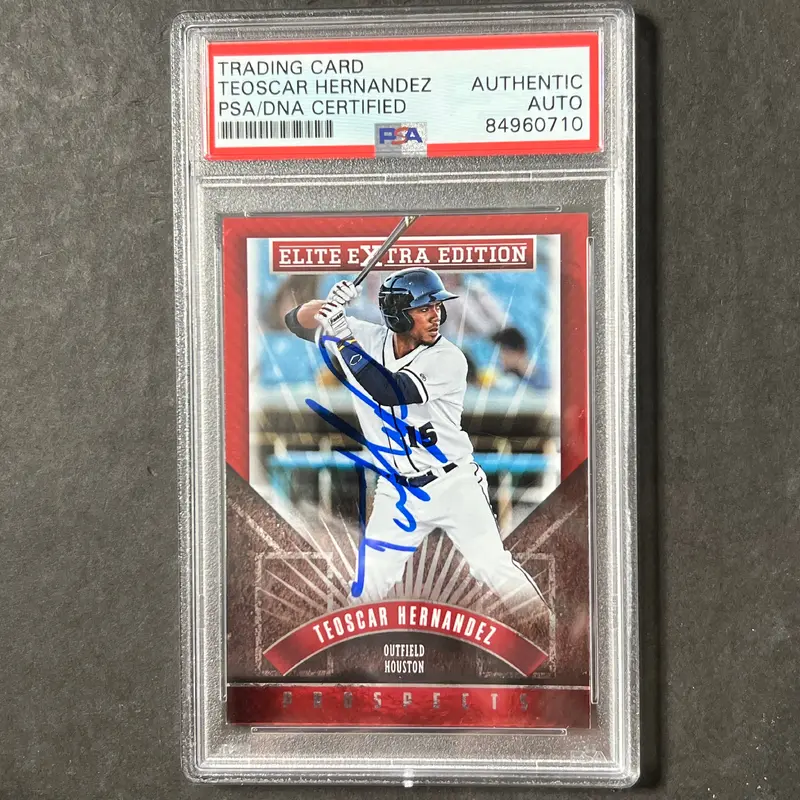 TRADING CARD
TEOSCAR HERNANDEZ
PSA/DNA CERTIFIED
AUTHENTIC
AUTO
84960710
PSA
ELITE EXTRA EDITION
15
TEOSCAR HERNANDEZ
OUTFIELD
HOUSTON
PROSPECTS